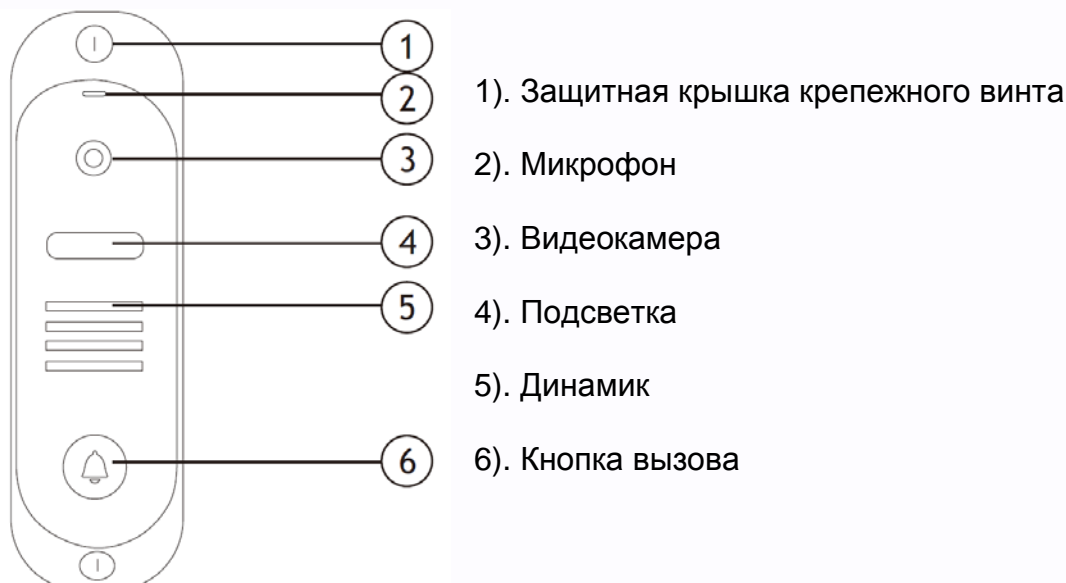 1
2
3
4
5
6
1). Защитная крышка крепежного винта
2). Микрофон
3). Видеокамера
4). Подсветка
5). Динамик
6). Кнопка вызова